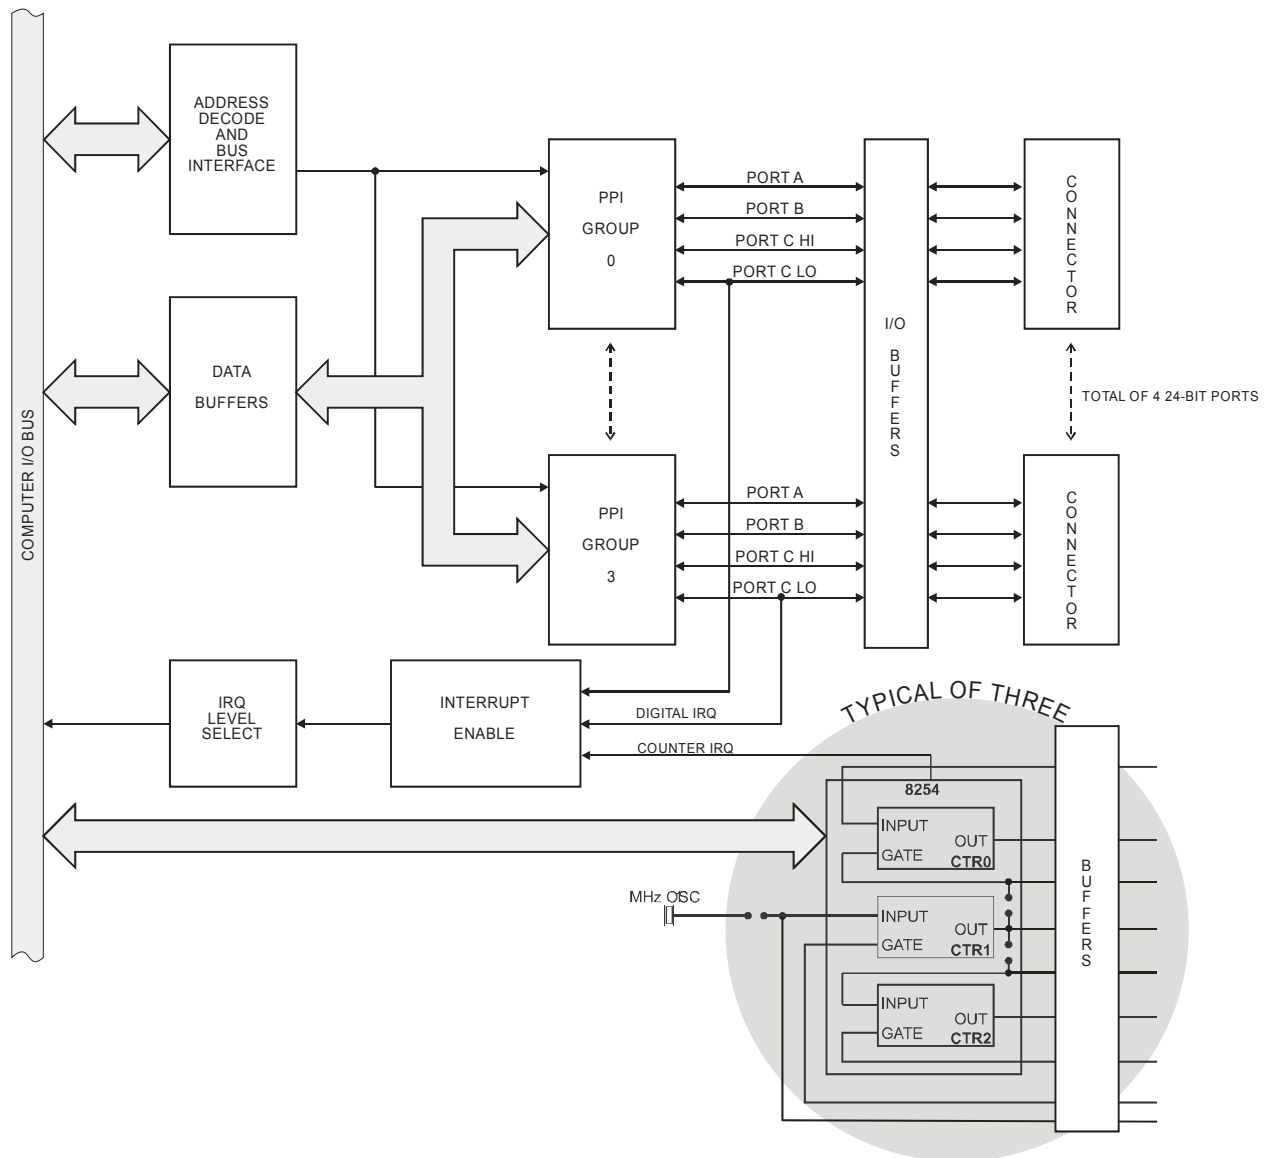 COMPUTER I/O BUS
ADDRESS
DECODE
AND
BUS
INTERFACE
DATA
BUFFERS
PPI
GROUP
0
PORT A
PORT B
PORT C HI
PORT C LO
I/O
BUFFERS
CONNECTOR
TOTAL OF 4 24-BIT PORTS
PPI
GROUP
3
PORT A
PORT B
PORT C HI
PORT C LO
CONNECTOR
IRQ
LEVEL
SELECT
INTERRUPT
ENABLE
DIGITAL IRQ
COUNTER IRQ
TYPICAL OF THREE
8254
INPUT
OUT
GATE
CTR0
MHz OSC
INPUT
OUT
GATE
CTR1
INPUT
OUT
GATE
CTR2
BUFFERS